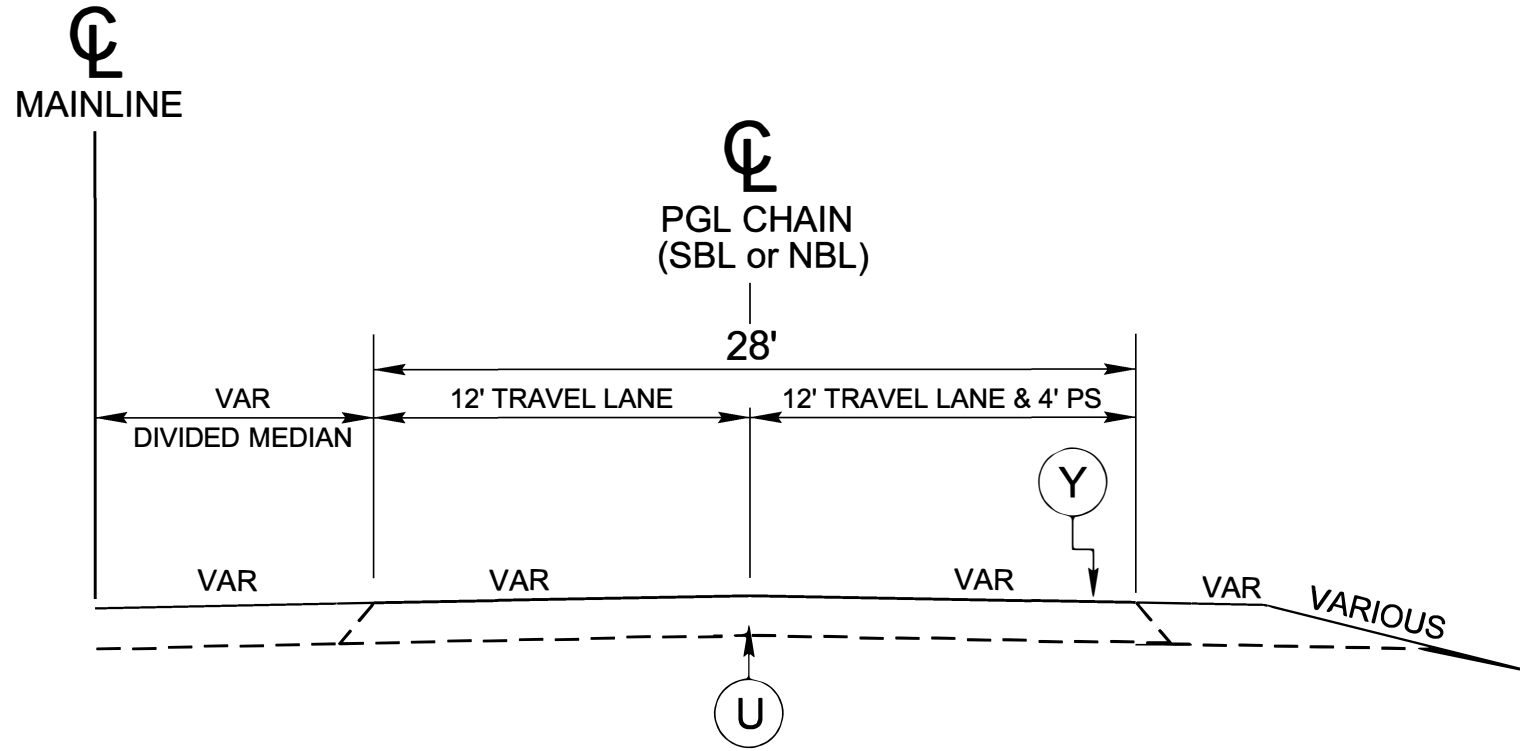 ℄
MAINLINE
℄
PGL CHAIN
(SBL or NBL)
28'
VAR
12' TRAVEL LANE
12' TRAVEL LANE & 4' PS
DIVIDED MEDIAN
Y
VAR
VAR
VAR
VAR
VARIOUS
U